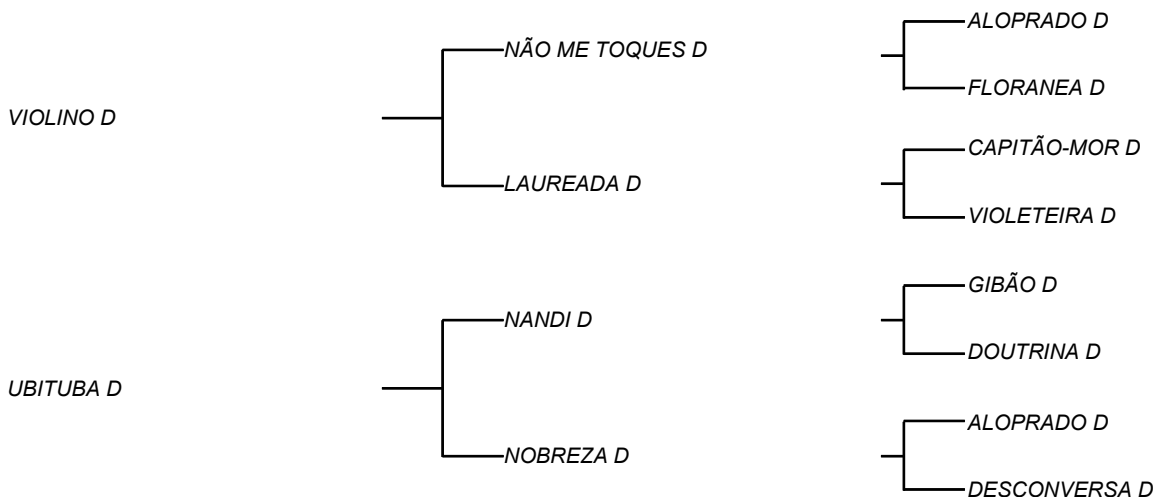 ALOPRADO D
NÃO ME TOQUES D
FLORANEA D
VIOLINO D
CAPITÃO-MOR D
LAUREADA D
VIOLETEIRA D
GIBÃO D
NANDI D
DOUTRINA D
UBITUBA D
ALOPRADO D
NOBREZA D
DESCONVERSA D